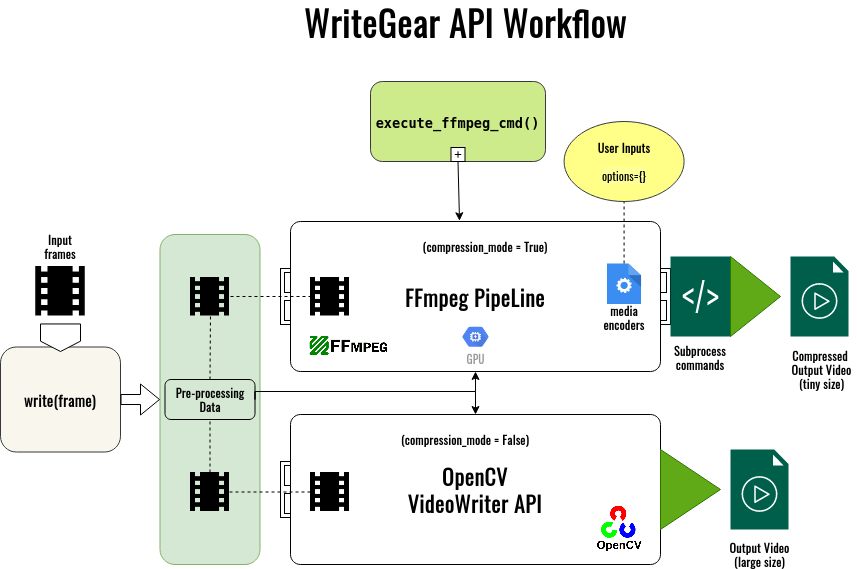 WriteGear API Workflow
execute_ffmpeg_cmd()
+
User Inputs
options={}
Input
frames
(compression_mode = True)
FFmpeg PipeLine
media
encoders
</>
FFMPEG
GPU
Subprocess
commands
Compressed
Output Video
(tiny size)
write(frame)
Pre-processing
Data
(compression_mode = False)
OpenCV
VideoWriter API
OpenCV
Output Video
(large size)